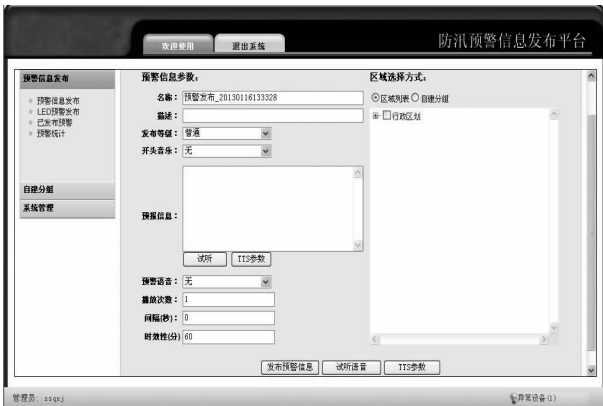 防汛预警信息发布平台
欢迎使用 退出系统
预警信息发布
预警信息发布
LED预警发布
已发布预警
预警统计
自建分组
系统管理
预警信息参数：
名称： 预警发布_20130116133328
描述：
发布等级： 普通
开头音乐： 无
预报信息：
试听 TTS参数
预警语音： 无
播放次数： 1
间隔(秒)： 0
时效性(分) 60
区域选择方式：
区域列表 自建分组
行政区划
发布预警信息 试听语音 TTS参数
管理员: zsqxj
异常设备(1)